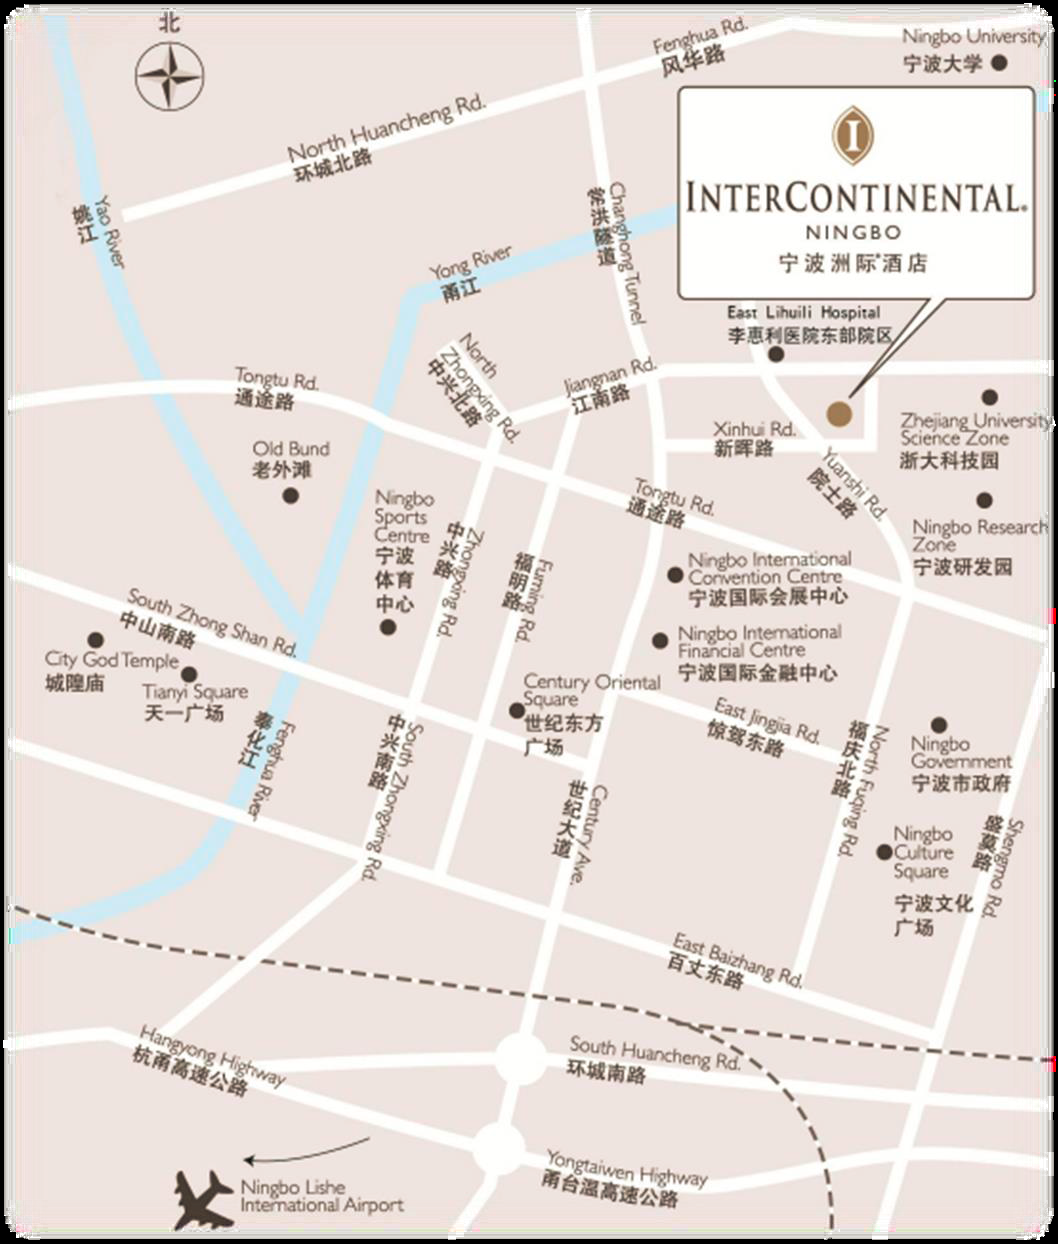 北
Fenghua Rd.
风华路
Ningbo University
宁波大学
North Huancheng Rd.
环城北路
INTERCONTINENTAL.
NINGBO
宁波洲际®酒店
Yao River
姚江
Changhong Tunnel
常洪隧道
Yong River
甬江
East Lihuili Hospital
李惠利医院东部院区
North
Zhongxing Rd.
中兴北路
Jiangnan Rd.
江南路
Tongtu Rd.
通途路
Xinhui Rd.
新晖路
Zhejiang University
Science Zone
浙大科技园
Old Bund
老外滩
Yuanshi Rd.
院士路
Ningbo
Sports
Centre
宁波
体育
中心
Tongtu Rd.
通途路
Ningbo Research
Zone
宁波研发园
Zhongxing Rd.
中兴路
Fuming Rd.
福明路
Ningbo International
Convention Centre
宁波国际会展中心
South Zhong Shan Rd.
中山南路
Ningbo International
Financial Centre
宁波国际金融中心
City God Temple
城隍庙
Tianyi Square
天一广场
Century Oriental
Square
世纪东方
广场
East Jingjia Rd.
惊驾东路
Fenghua River
奉化江
South Zhongxing Rd.
中兴南路
North Fuqing Rd.
福庆北路
Ningbo
Government
宁波市政府
Century Ave.
世纪大道
Ningbo
Culture
Square
宁波文化
广场
Shengmo Rd.
盛莫路
East Baizhang Rd.
百丈东路
Hangyong Highway
杭甬高速公路
South Huancheng Rd.
环城南路
Yongtaiwen Highway
甬台温高速公路
Ningbo Lishe
International Airport